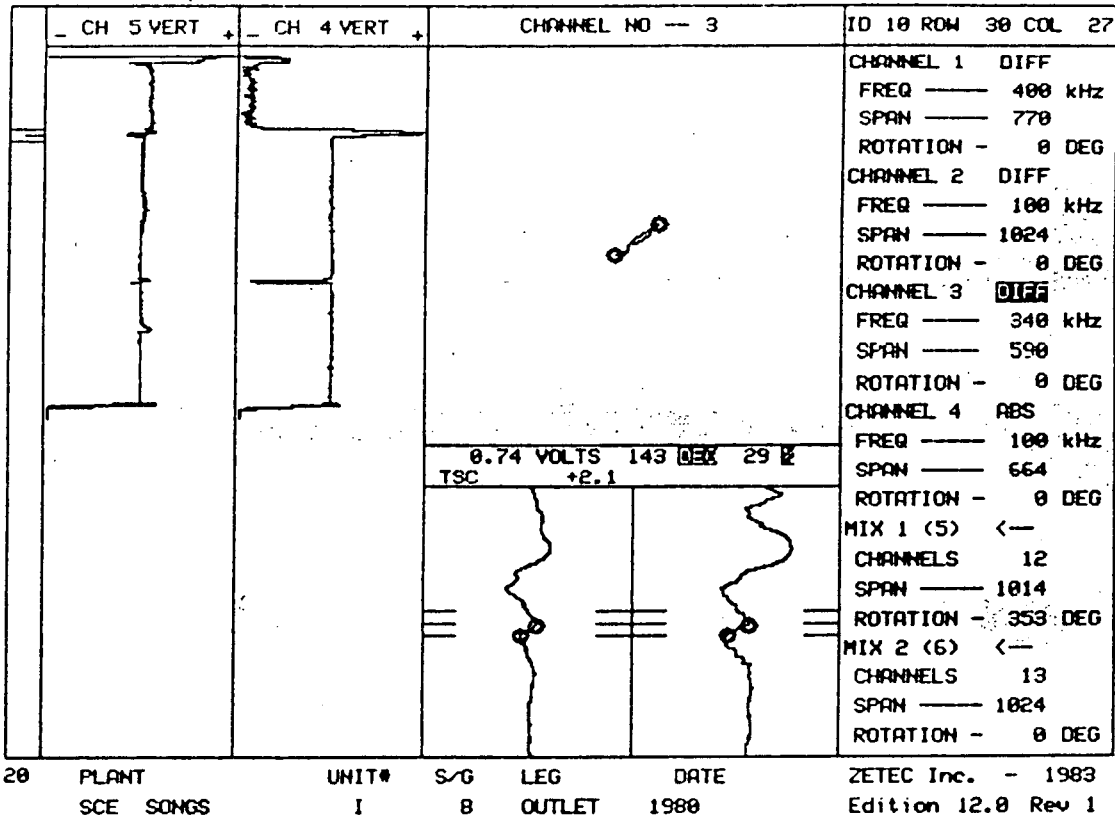 _ CH 5 VERT +
_ CH 4 VERT +
CHANNEL NO -- 3
ID 10 ROW 30 COL 27
CHANNEL 1 DIFF
FREQ —— 400 kHz
SPAN —— 770
ROTATION - 0 DEG
CHANNEL 2 DIFF
FREQ —— 100 kHz
SPAN —— 1024
ROTATION - 0 DEG
CHANNEL 3 DIFF
FREQ —— 340 kHz
SPAN —— 590
ROTATION - 0 DEG
CHANNEL 4 ABS
FREQ —— 100 kHz
SPAN —— 664
ROTATION - 0 DEG
MIX 1 (5) <—
CHANNELS 12
SPAN —— 1014
ROTATION - 353 DEG
MIX 2 (6) <—
CHANNELS 13
SPAN —— 1024
ROTATION - 0 DEG
0.74 VOLTS 143 29
TSC +2.1
20 PLANT UNIT# S/G LEG DATE
SCE SONGS I B OUTLET 1980
ZETEC Inc. - 1983
Edition 12.0 Rev 1